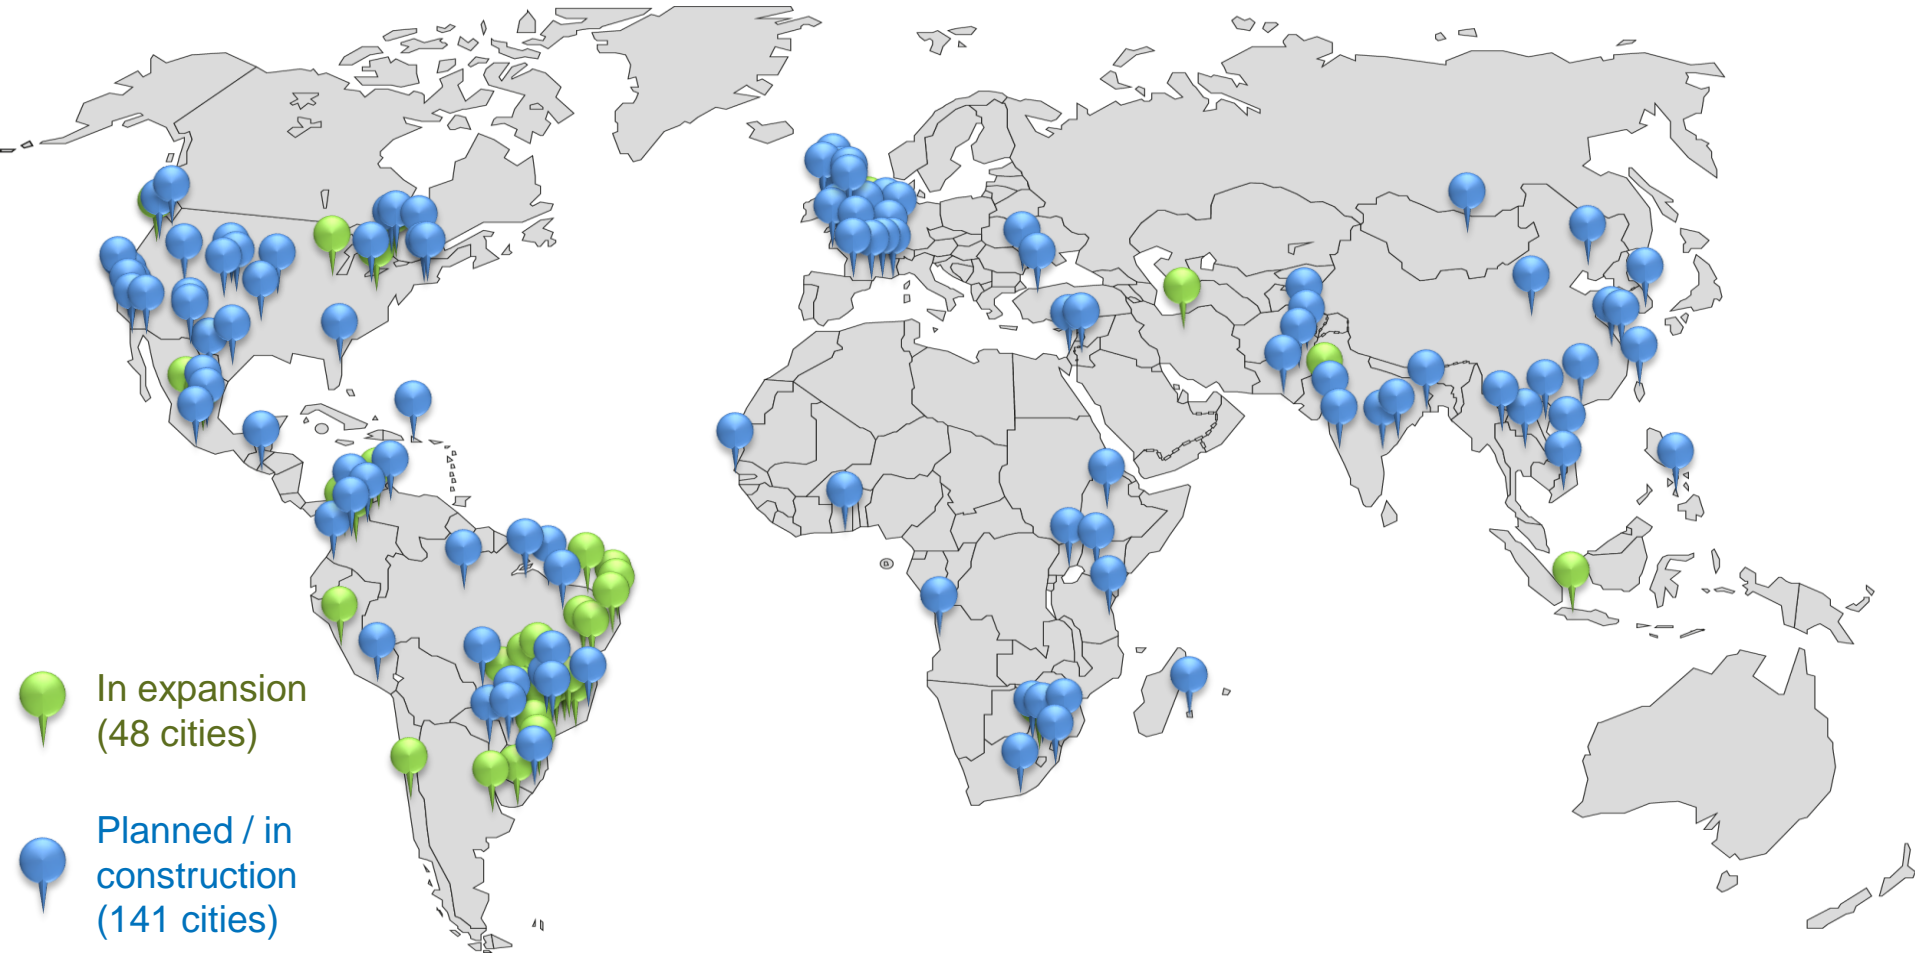 In expansion
(48 cities)
Planned / in
construction
(141 cities)